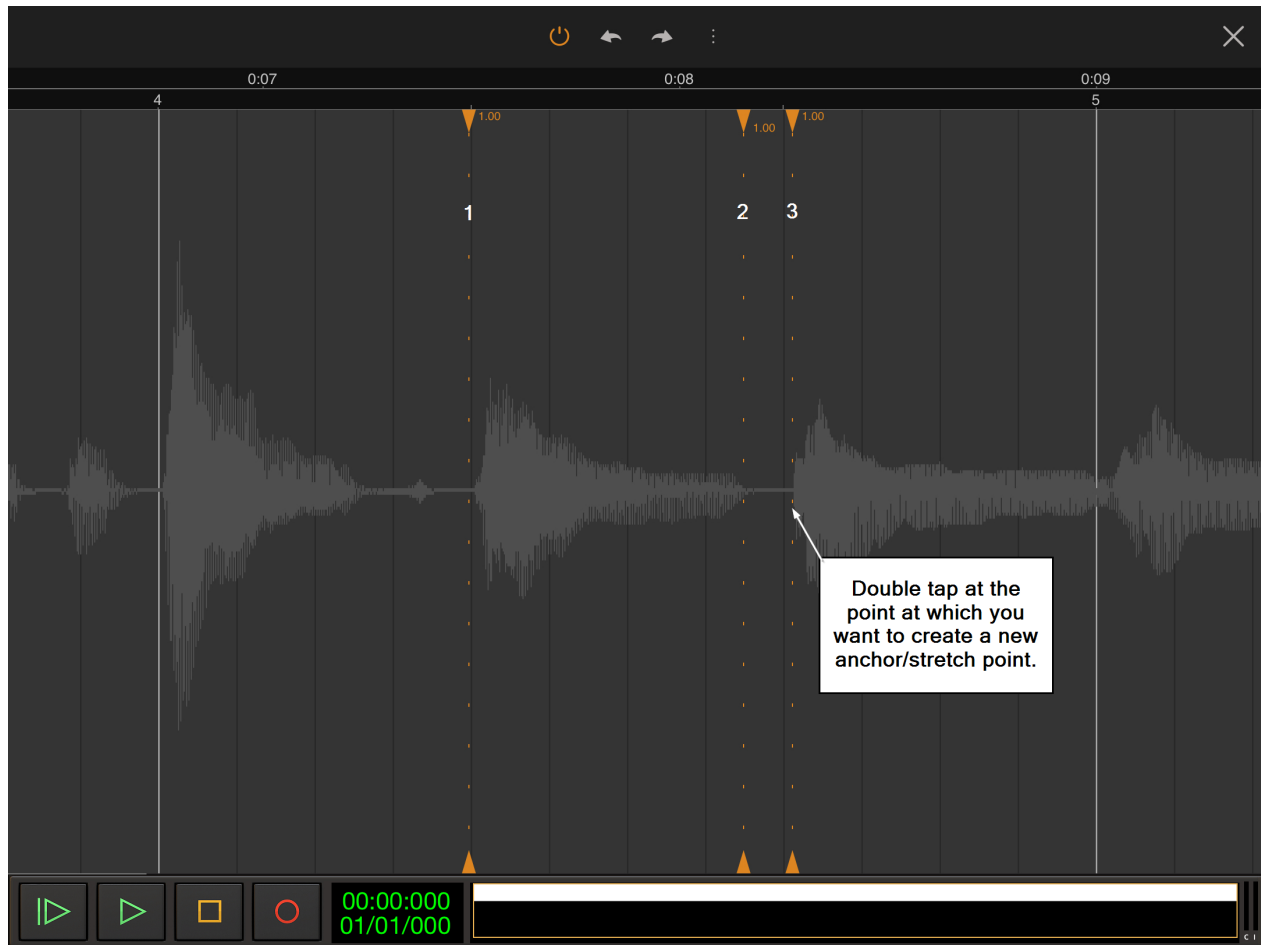 0:07 0:08 0:09
4 5
1.00 1.00 1.00
1 2 3
Double tap at the
point at which you
want to create a new
anchor/stretch point.
00:00:000
01/01/000